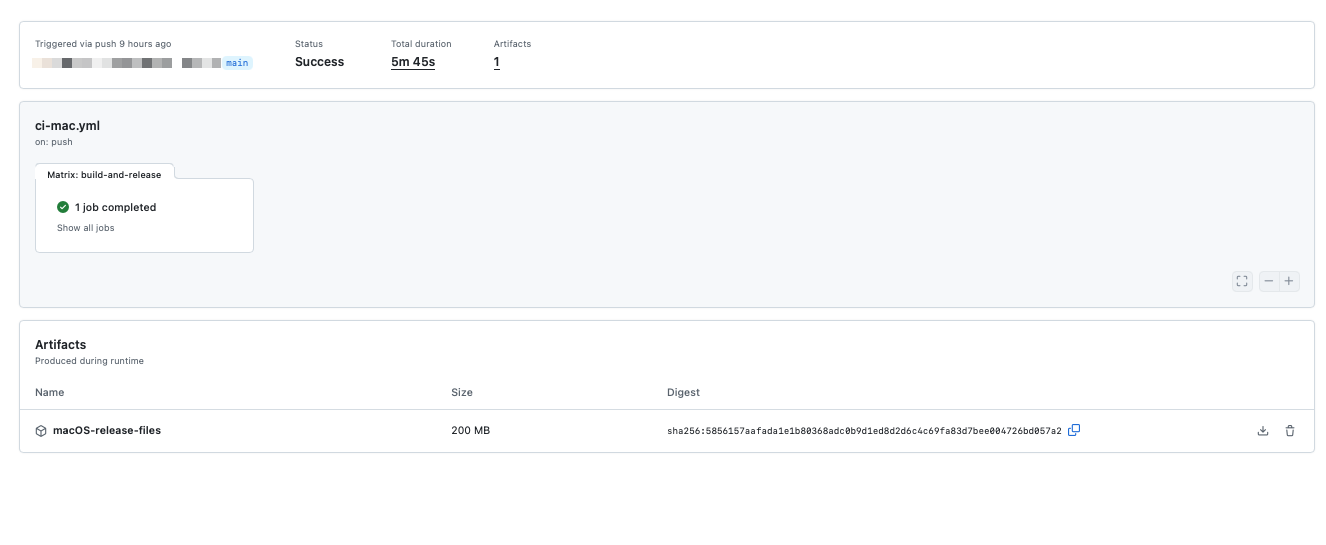 Triggered via push 9 hours ago
main
Status
Success
Total duration
5m 45s
Artifacts
1
ci-mac.yml
on: push
Matrix: build-and-release
1 job completed
Show all jobs
Artifacts
Produced during runtime
Name Size Digest
macOS-release-files 200 MB sha256:5856157aafada1e1b80368adc0b9d1ed8d2d6c4c69fa83d7bee004726bd057a2